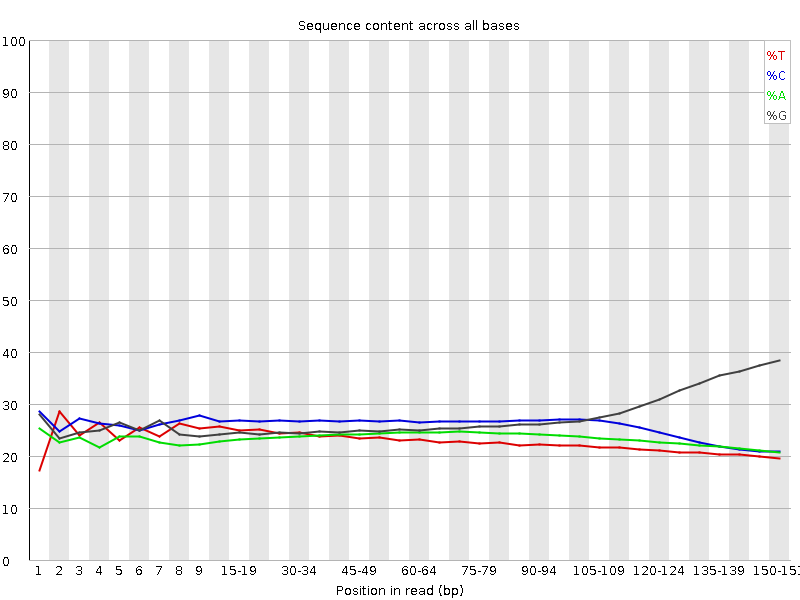 Sequence content across all bases
100
90
80
70
60
50
40
30
20
10
0
%T
%C
%A
%G
1 2 3 4 5 6 7 8 9 15-19 30-34 45-49 60-64 75-79 90-94 105-109 120-124 135-139 150-151
Position in read (bp)